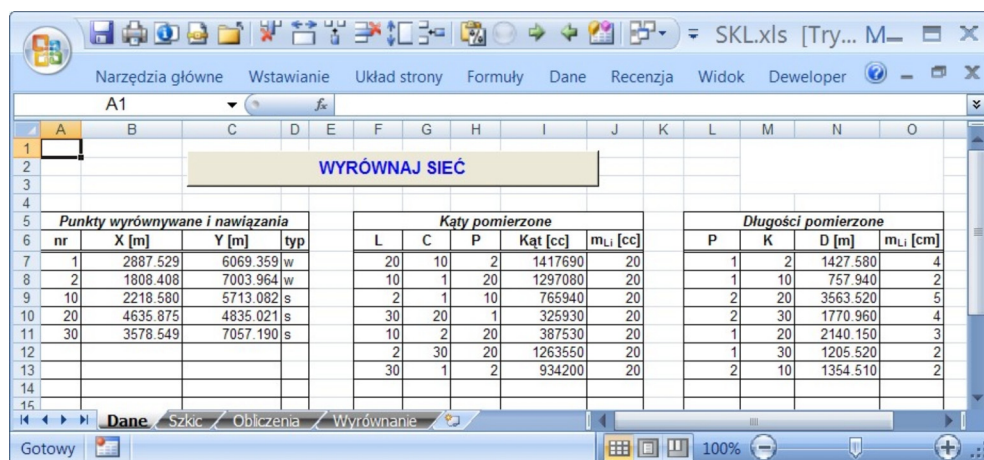 SKL.xls [Try... M
Narzędzia główne Wstawianie Układ strony Formuły Dane Recenzja Widok Deweloper
A1 fx
A B C D E F G H I J K L M N O
1
2 WYRÓWNAJ SIEĆ
3
4
5 Punkty wyrównywane i nawiązania Kąty pomierzone Długości pomierzone
6 nr X [m] Y [m] typ L C P Kąt [cc] mLi [cc] P K D [m] mLi [cm]
7 1 2887.529 6069.359 w 20 10 2 1417690 20 1 2 1427.580 4
8 2 1808.408 7003.964 w 10 1 20 1297080 20 1 10 757.940 2
9 10 2218.580 5713.082 s 2 1 10 765940 20 2 20 3563.520 5
10 20 4635.875 4835.021 s 30 20 1 325930 20 2 30 1770.960 4
11 30 3578.549 7057.190 s 10 2 20 387530 20 1 20 2140.150 3
12 2 30 20 1263550 20 1 30 1205.520 2
13 30 1 2 934200 20 2 10 1354.510 2
14
15
Dane Szkic Obliczenia Wyrównanie
Gotowy 100%